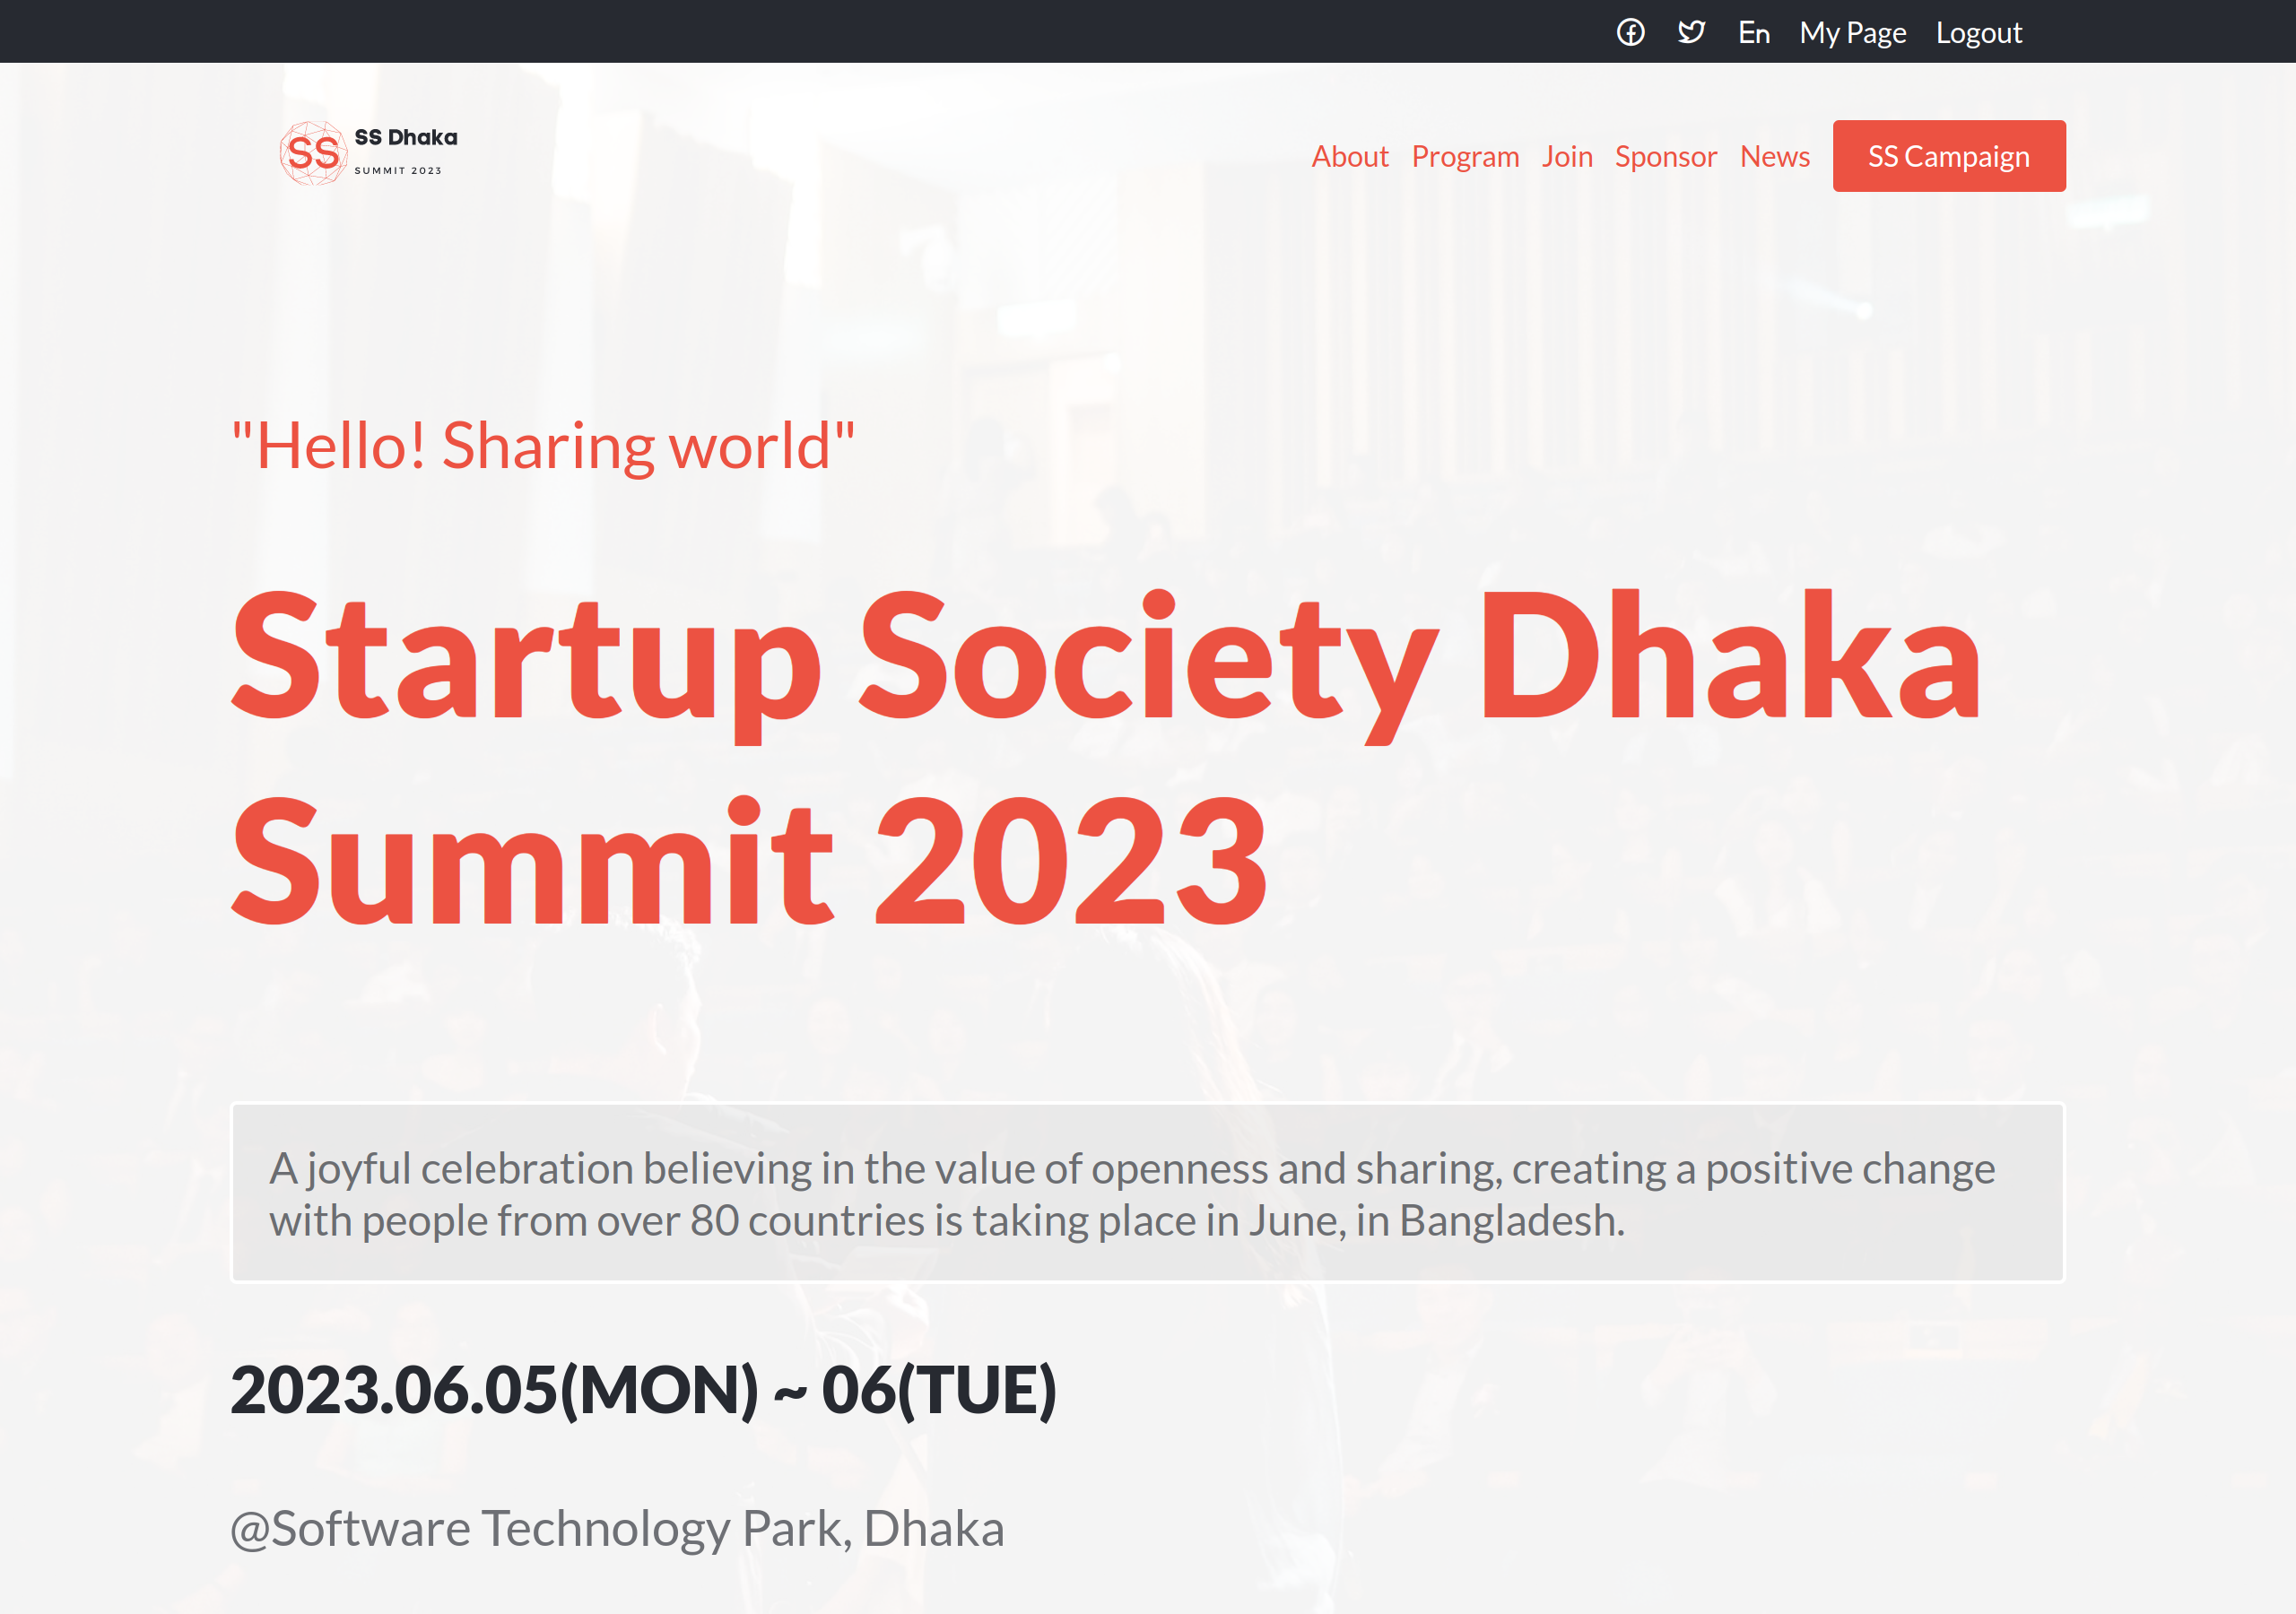 En My Page Logout
SS
SS Dhaka
SUMMIT 2023
About Program Join Sponsor News SS Campaign
"Hello! Sharing world"
Startup Society Dhaka
Summit 2023
A joyful celebration believing in the value of openness and sharing, creating a positive change
with people from over 80 countries is taking place in June, in Bangladesh.
2023.06.05(MON) ~ 06(TUE)
@Software Technology Park, Dhaka